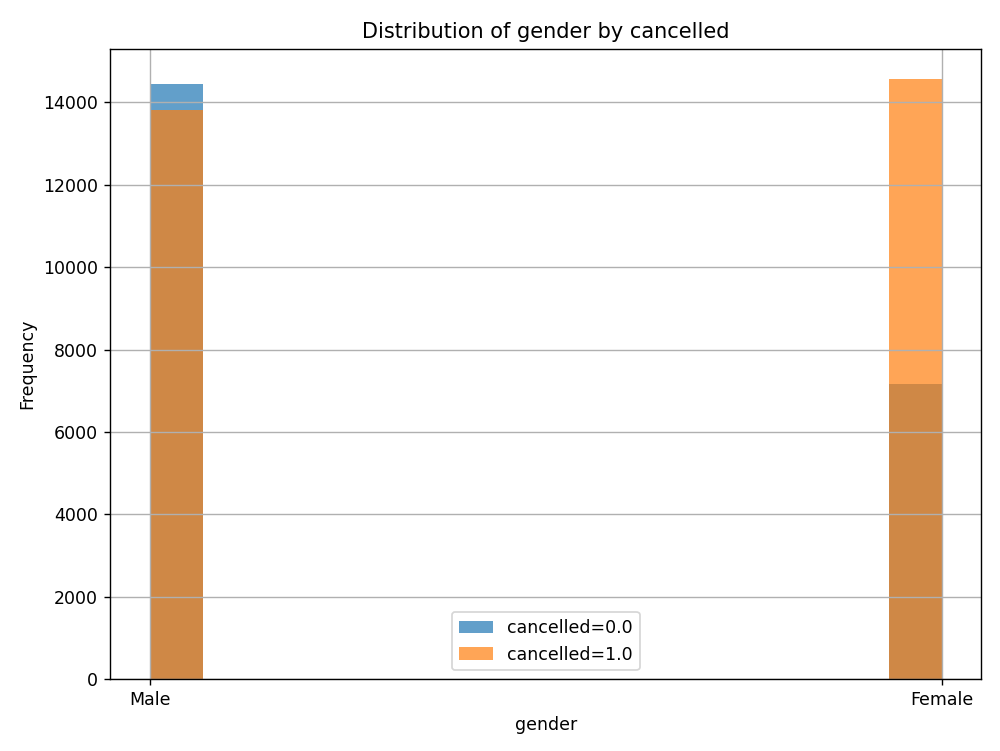 Distribution of gender by cancelled
Frequency
14000
12000
10000
8000
6000
4000
2000
0
cancelled=0.0
cancelled=1.0
Male
Female
gender